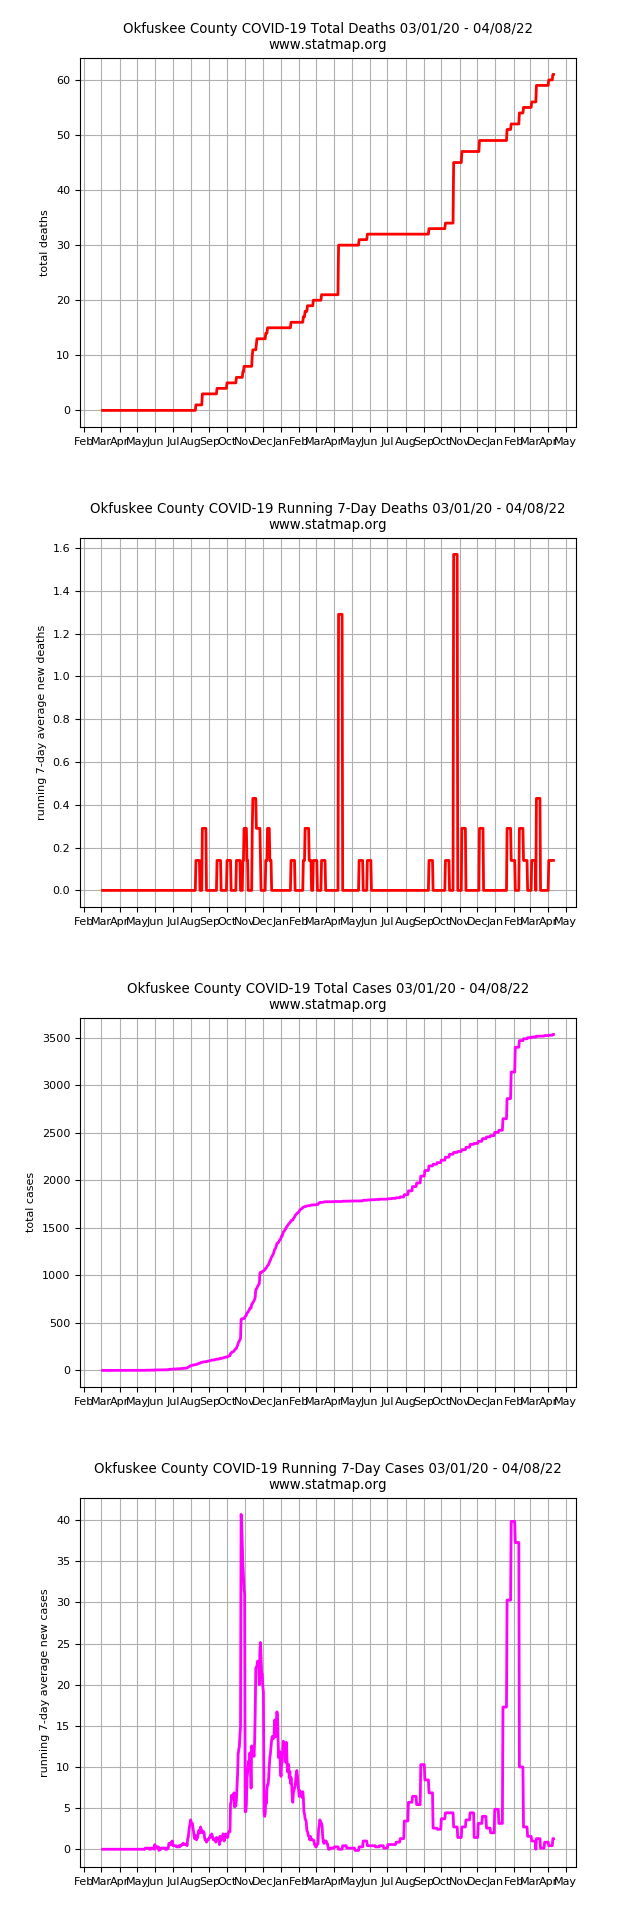 Okfuskee County COVID-19 Total Deaths 03/01/20 - 04/08/22
www.statmap.org
60
50
40
30
20
10
0
total deaths
Feb Mar Apr May Jun Jul Aug Sep Oct Nov Dec Jan Feb Mar Apr May Jun Jul Aug Sep Oct Nov Dec Jan Feb Mar Apr May
Okfuskee County COVID-19 Running 7-Day Deaths 03/01/20 - 04/08/22
www.statmap.org
1.6
1.4
1.2
1.0
0.8
0.6
0.4
0.2
0.0
running 7-day average new deaths
Feb Mar Apr May Jun Jul Aug Sep Oct Nov Dec Jan Feb Mar Apr May Jun Jul Aug Sep Oct Nov Dec Jan Feb Mar Apr May
Okfuskee County COVID-19 Total Cases 03/01/20 - 04/08/22
www.statmap.org
3500
3000
2500
2000
1500
1000
500
0
total cases
Feb Mar Apr May Jun Jul Aug Sep Oct Nov Dec Jan Feb Mar Apr May Jun Jul Aug Sep Oct Nov Dec Jan Feb Mar Apr May
Okfuskee County COVID-19 Running 7-Day Cases 03/01/20 - 04/08/22
www.statmap.org
40
35
30
25
20
15
10
5
0
running 7-day average new cases
Feb Mar Apr May Jun Jul Aug Sep Oct Nov Dec Jan Feb Mar Apr May Jun Jul Aug Sep Oct Nov Dec Jan Feb Mar Apr May